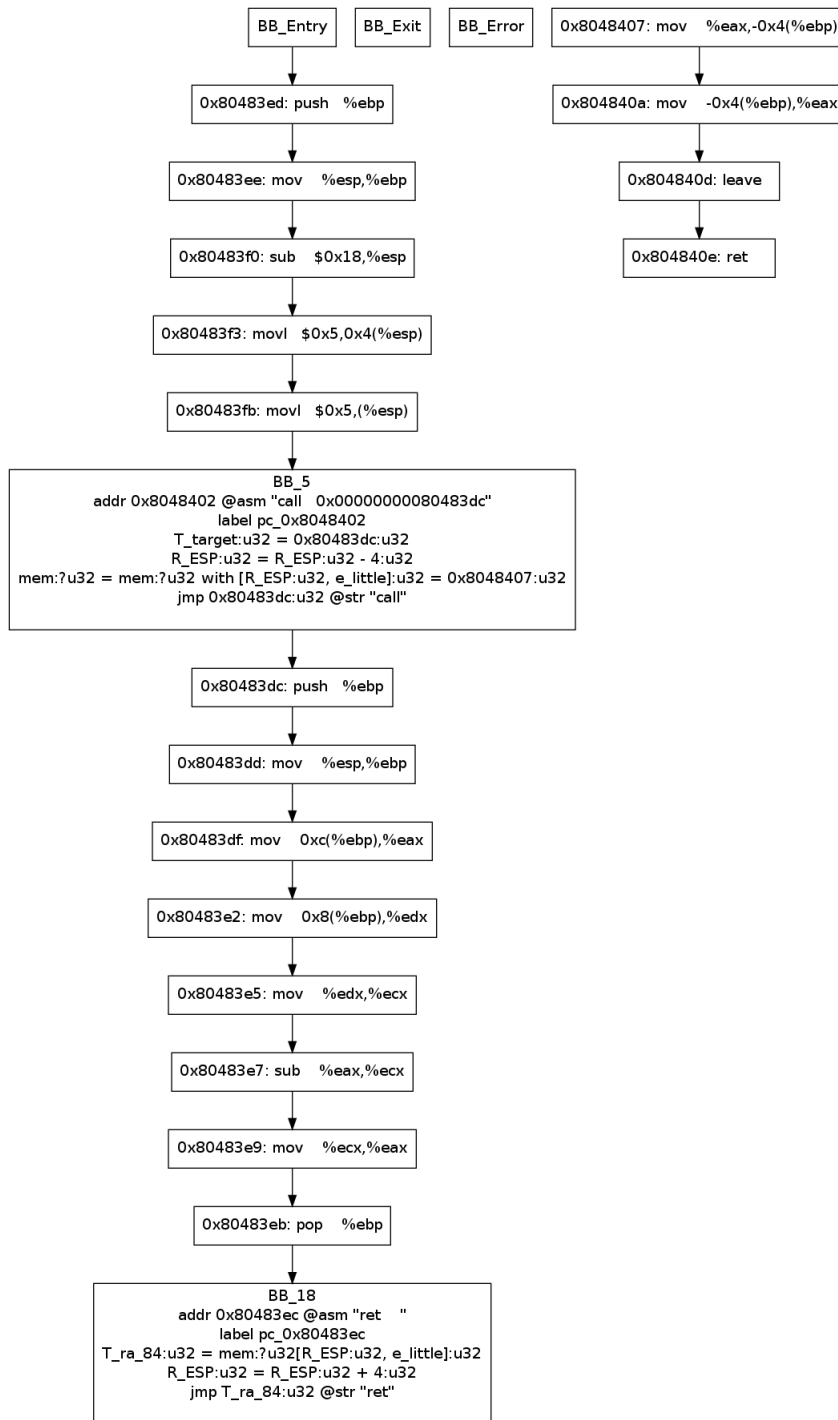 BB_Entry
BB_Exit
BB_Error
0x8048407: mov %eax,-0x4(%ebp)
0x80483ed: push %ebp
0x804840a: mov -0x4(%ebp),%eax
0x80483ee: mov %esp,%ebp
0x804840d: leave
0x80483f0: sub $0x18,%esp
0x804840e: ret
0x80483f3: movl $0x5,0x4(%esp)
0x80483fb: movl $0x5,(%esp)
BB_5
addr 0x8048402 @asm "call 0x00000000080483dc"
label pc_0x8048402
T_target:u32 = 0x80483dc:u32
R_ESP:u32 = R_ESP:u32 - 4:u32
mem:?u32 = mem:?u32 with [R_ESP:u32, e_little]:u32 = 0x8048407:u32
jmp 0x80483dc:u32 @str "call"
0x80483dc: push %ebp
0x80483dd: mov %esp,%ebp
0x80483df: mov 0xc(%ebp),%eax
0x80483e2: mov 0x8(%ebp),%edx
0x80483e5: mov %edx,%ecx
0x80483e7: sub %eax,%ecx
0x80483e9: mov %ecx,%eax
0x80483eb: pop %ebp
BB_18
addr 0x80483ec @asm "ret "
label pc_0x80483ec
T_ra_84:u32 = mem:?u32[R_ESP:u32, e_little]:u32
R_ESP:u32 = R_ESP:u32 + 4:u32
jmp T_ra_84:u32 @str "ret"